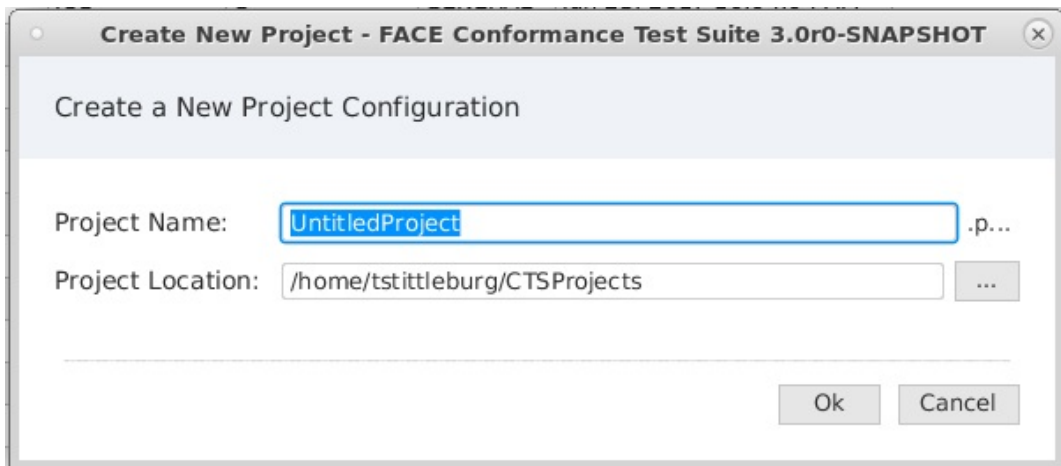 Create New Project - FACE Conformance Test Suite 3.0r0-SNAPSHOT
Create a New Project Configuration
Project Name: UntitledProject .p...
Project Location: /home/tstittleburg/CTSProjects ...
Ok Cancel